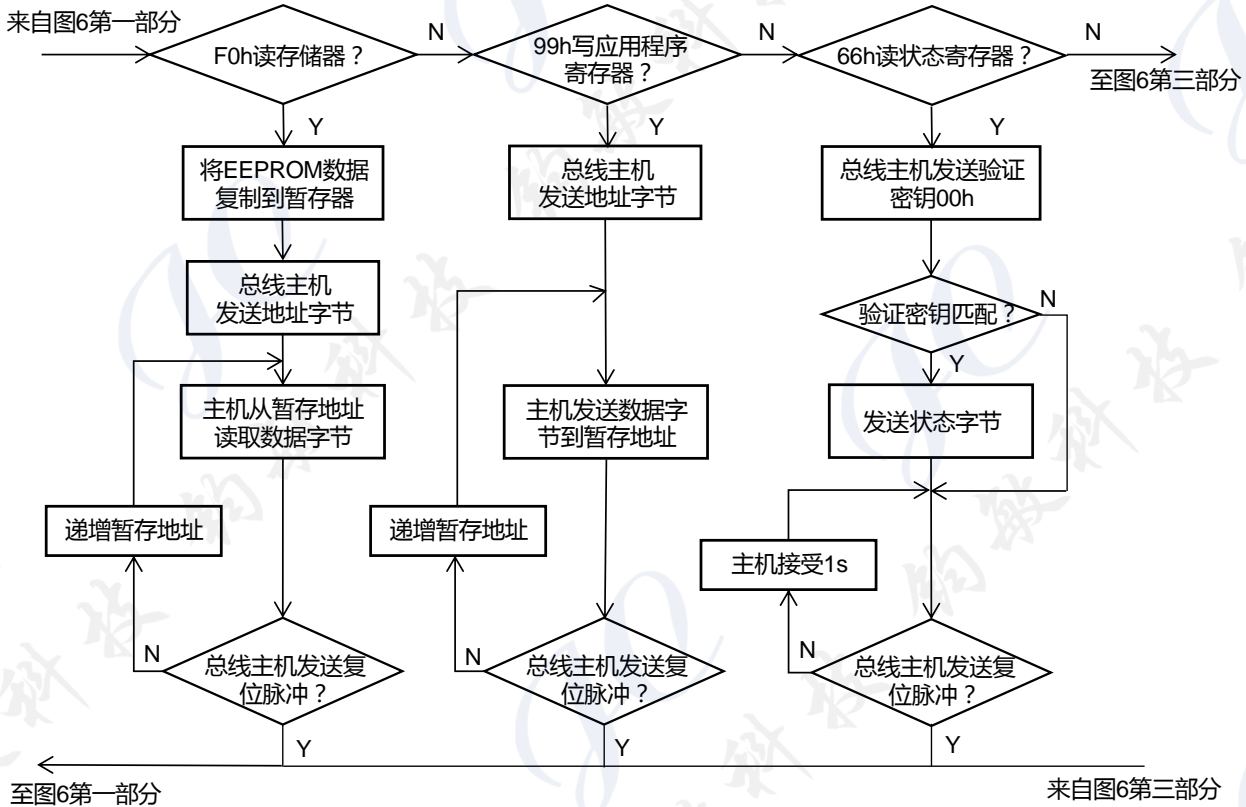 来自图6第一部分
F0h读存储器？
N
99h写应用程序
寄存器？
N
66h读状态寄存器？
N
至图6第三部分
Y
Y
Y
将EEPROM数据
复制到暂存器
总线主机
发送地址字节
总线主机发送验证
密钥00h
总线主机
发送地址字节
验证密钥匹配？
N
Y
主机从暂存地址
读取数据字节
主机发送数据字
节到暂存地址
发送状态字节
递增暂存地址
递增暂存地址
主机接受1s
N
总线主机发送复
位脉冲？
N
总线主机发送复
位脉冲？
N
总线主机发送复
位脉冲？
Y
Y
Y
至图6第一部分
来自图6第三部分